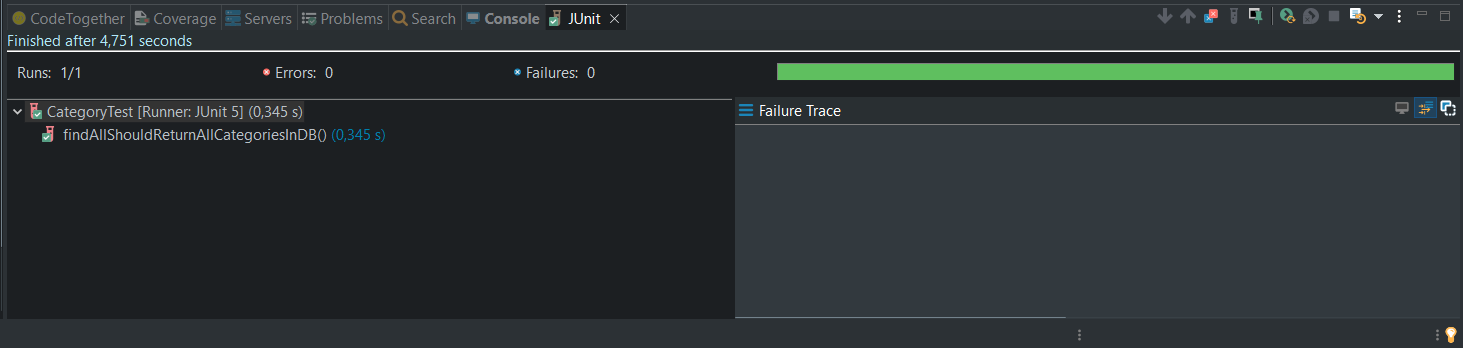 CodeTogether Coverage Servers Problems Search Console JUnit
Finished after 4,751 seconds
Runs: 1/1 Errors: 0 Failures: 0
CategoryTest [Runner: JUnit 5] (0,345 s)
Failure Trace
findAllShouldReturnAllCategoriesInDB() (0,345 s)